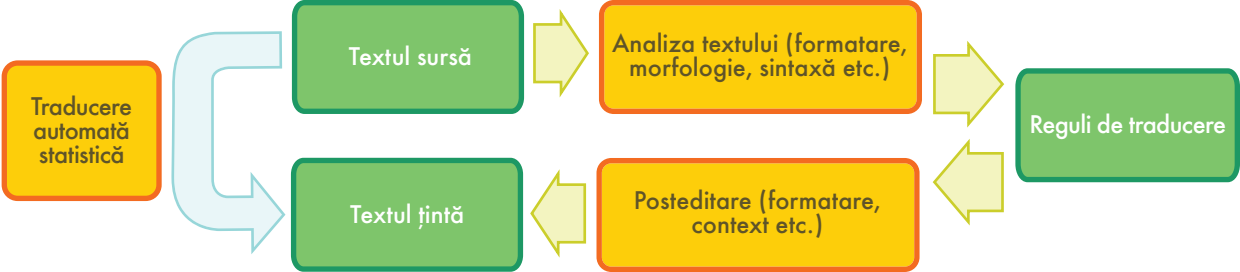 Traducere
automată
statistică
Textul sursă
Analiza textului (formatare,
morfologie, sintaxă etc.)
Reguli de traducere
Posteditare (formatare,
context etc.)
Textul țintă